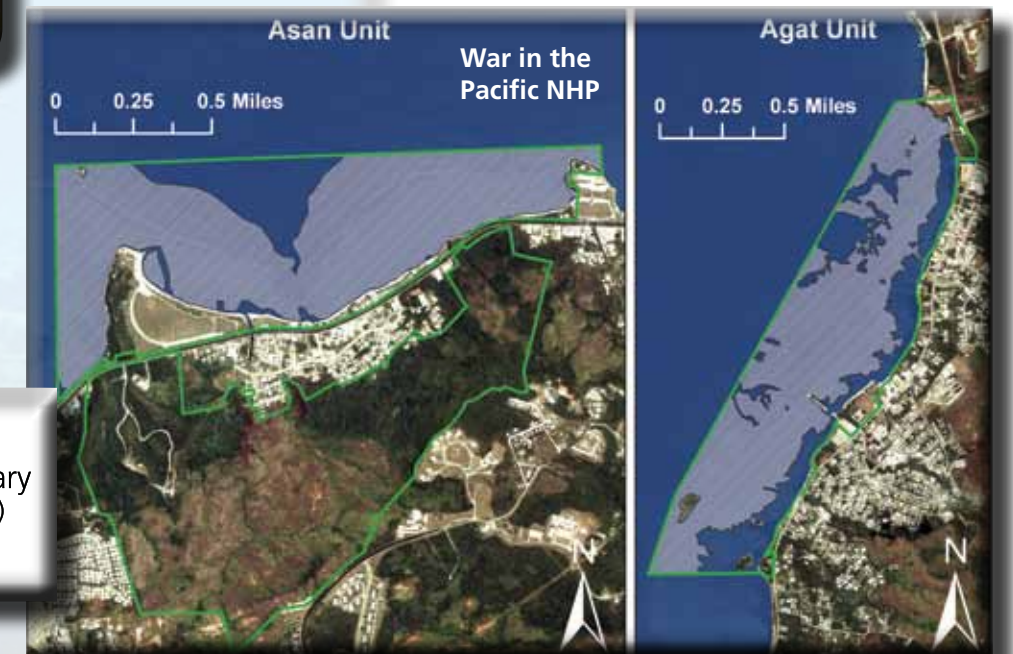 Asan Unit
War in the
Pacific NHP
0 0.25 0.5 Miles
N
Agat Unit
0 0.25 0.5 Miles
N
ary
)